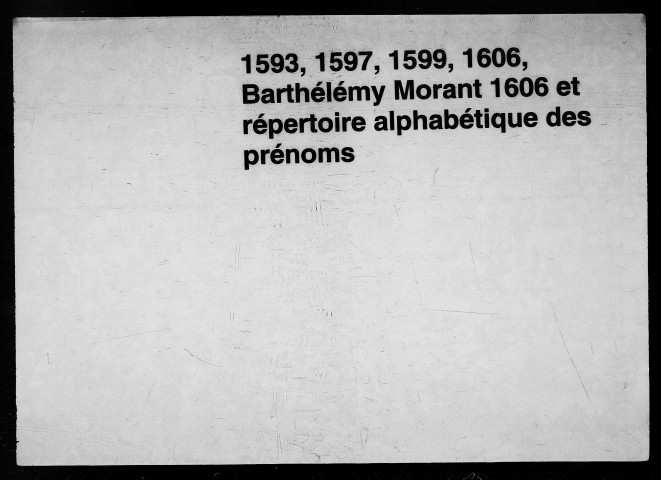 1593, 1597, 1599, 1606,
Barthélémy Morant 1606 et
répertoire alphabétique des
prénoms